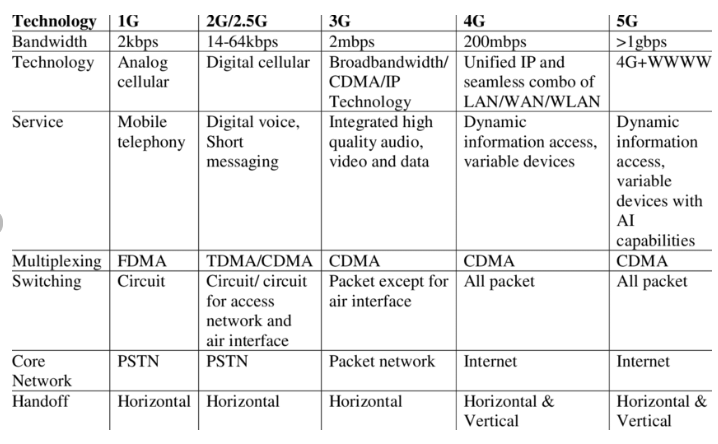 Technology 1G 2G/2.5G 3G 4G 5G
Bandwidth 2kbps 14-64kbps 2mbps 200mbps >1gbps
Technology Analog Digital cellular Broadbandwidth/ Unified IP and 4G+WWWW
cellular CDMA/IP seamless combo of
Technology LAN/WAN/WLAN
Service Mobile Digital voice, Integrated high Dynamic Dynamic
telephony Short quality audio, information access, information
messaging video and data variable devices access,
variable
devices with
AI
capabilities
Multiplexing FDMA TDMA/CDMA CDMA CDMA CDMA
Switching Circuit Circuit/ circuit Packet except for All packet All packet
for access air interface
network and
air interface
Core PSTN PSTN Packet network Internet Internet
Network
Handoff Horizontal Horizontal Horizontal Horizontal & Horizontal &
Vertical Vertical